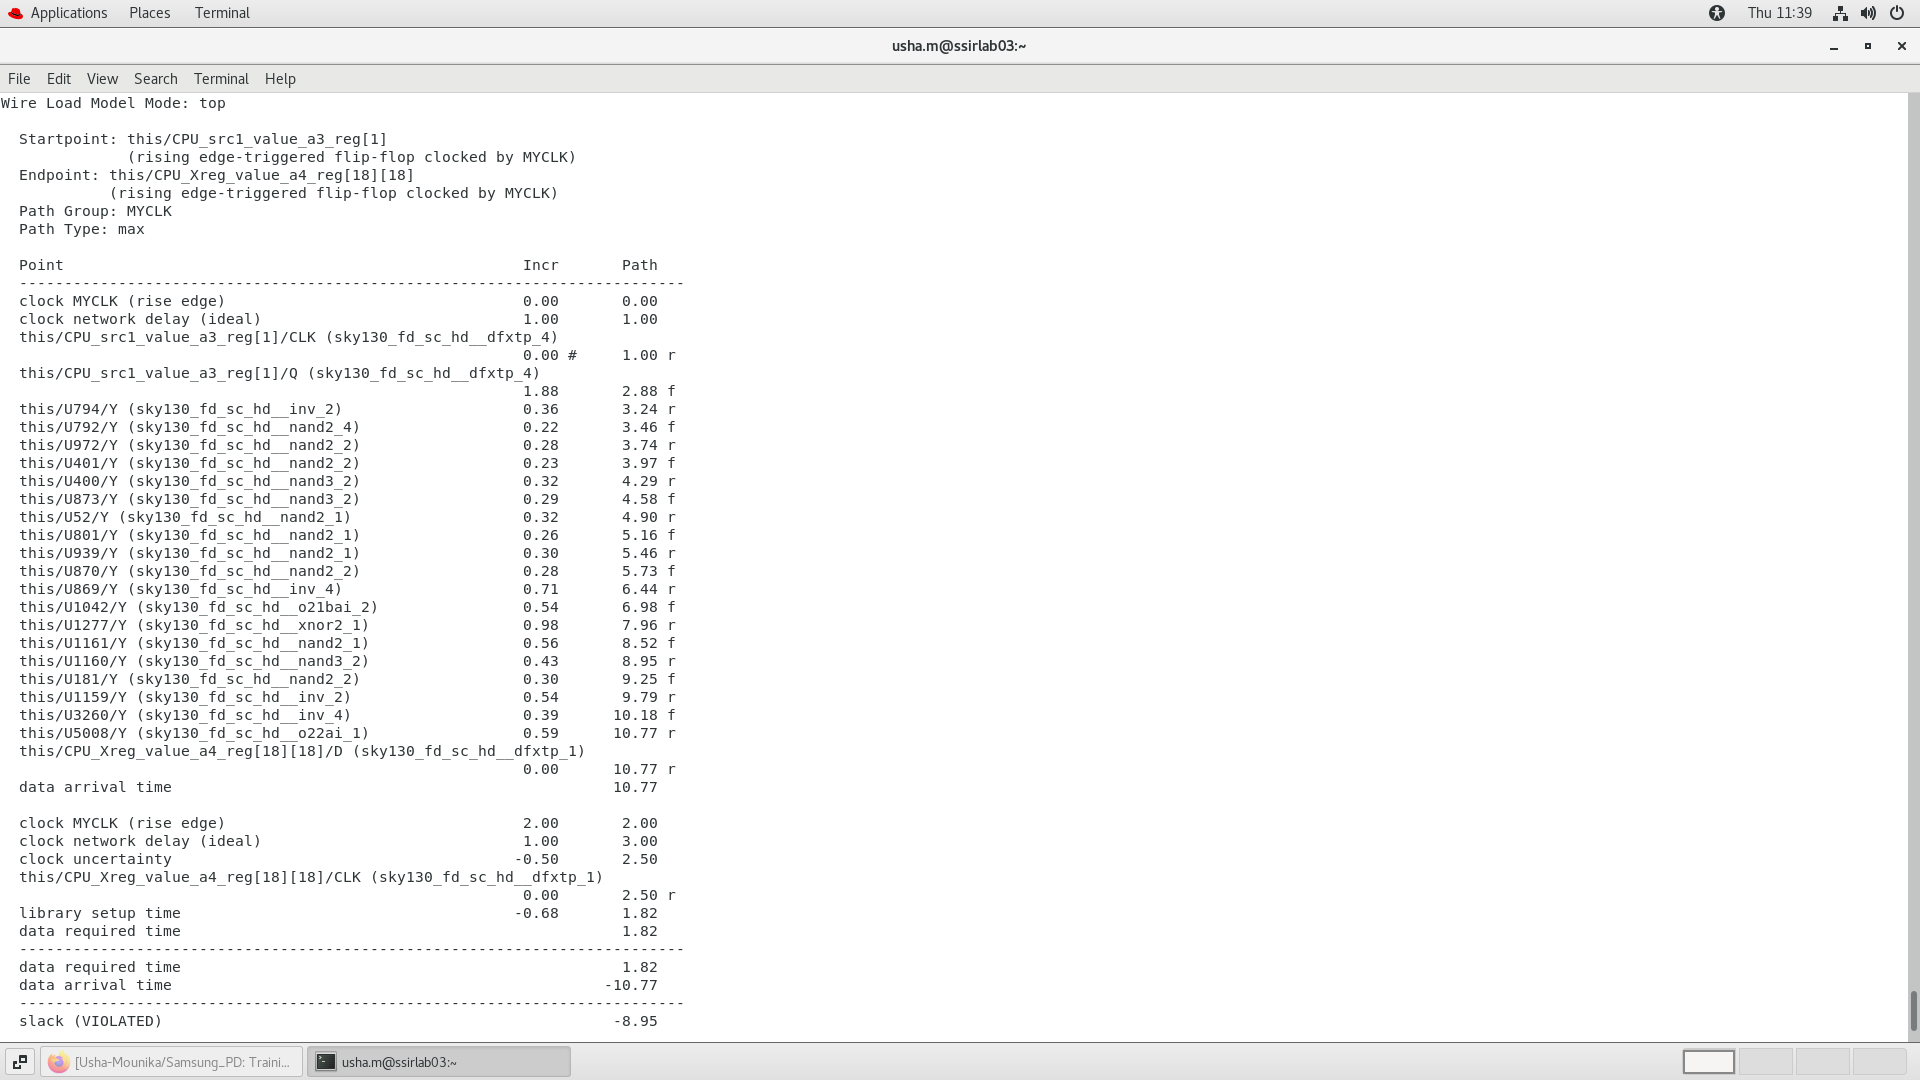 Applications Places Terminal Thu 11:39
usha.m@ssirlab03:~
File Edit View Search Terminal Help
Wire Load Model Mode: top
Startpoint: this/CPU_src1_value_a3_reg[1]
(rising edge-triggered flip-flop clocked by MYCLK)
Endpoint: this/CPU_Xreg_value_a4_reg[18][18]
(rising edge-triggered flip-flop clocked by MYCLK)
Path Group: MYCLK
Path Type: max
Point Incr Path
---------------------------------------------------------------------------
clock MYCLK (rise edge) 0.00 0.00
clock network delay (ideal) 1.00 1.00
this/CPU_src1_value_a3_reg[1]/CLK (sky130_fd_sc_hd__dfxtp_4)
0.00 # 1.00 r
this/CPU_src1_value_a3_reg[1]/Q (sky130_fd_sc_hd__dfxtp_4)
1.88 2.88 f
this/U794/Y (sky130_fd_sc_hd__inv_2) 0.36 3.24 r
this/U792/Y (sky130_fd_sc_hd__nand2_4) 0.22 3.46 f
this/U972/Y (sky130_fd_sc_hd__nand2_2) 0.28 3.74 r
this/U401/Y (sky130_fd_sc_hd__nand2_2) 0.23 3.97 f
this/U400/Y (sky130_fd_sc_hd__nand3_2) 0.32 4.29 r
this/U873/Y (sky130_fd_sc_hd__nand3_2) 0.29 4.58 f
this/U52/Y (sky130_fd_sc_hd__nand2_1) 0.32 4.90 r
this/U801/Y (sky130_fd_sc_hd__nand2_1) 0.26 5.16 f
this/U939/Y (sky130_fd_sc_hd__nand2_1) 0.30 5.46 r
this/U870/Y (sky130_fd_sc_hd__nand2_2) 0.28 5.73 f
this/U869/Y (sky130_fd_sc_hd__inv_4) 0.71 6.44 r
this/U1042/Y (sky130_fd_sc_hd__o21bai_2) 0.54 6.98 f
this/U1277/Y (sky130_fd_sc_hd__xnor2_1) 0.98 7.96 r
this/U1161/Y (sky130_fd_sc_hd__nand2_1) 0.56 8.52 f
this/U1160/Y (sky130_fd_sc_hd__nand3_2) 0.43 8.95 r
this/U181/Y (sky130_fd_sc_hd__nand2_2) 0.30 9.25 f
this/U1159/Y (sky130_fd_sc_hd__inv_2) 0.54 9.79 r
this/U3260/Y (sky130_fd_sc_hd__inv_4) 0.39 10.18 f
this/U5008/Y (sky130_fd_sc_hd__o22ai_1) 0.59 10.77 r
this/CPU_Xreg_value_a4_reg[18][18]/D (sky130_fd_sc_hd__dfxtp_1)
0.00 10.77 r
data arrival time 10.77
clock MYCLK (rise edge) 2.00 2.00
clock network delay (ideal) 1.00 3.00
clock uncertainty -0.50 2.50
this/CPU_Xreg_value_a4_reg[18][18]/CLK (sky130_fd_sc_hd__dfxtp_1)
0.00 2.50 r
library setup time -0.68 1.82
data required time 1.82
---------------------------------------------------------------------------
data required time 1.82
data arrival time -10.77
---------------------------------------------------------------------------
slack (VIOLATED) -8.95
[Usha-Mounika/Samsung_PD: Traini... usha.m@ssirlab03:~